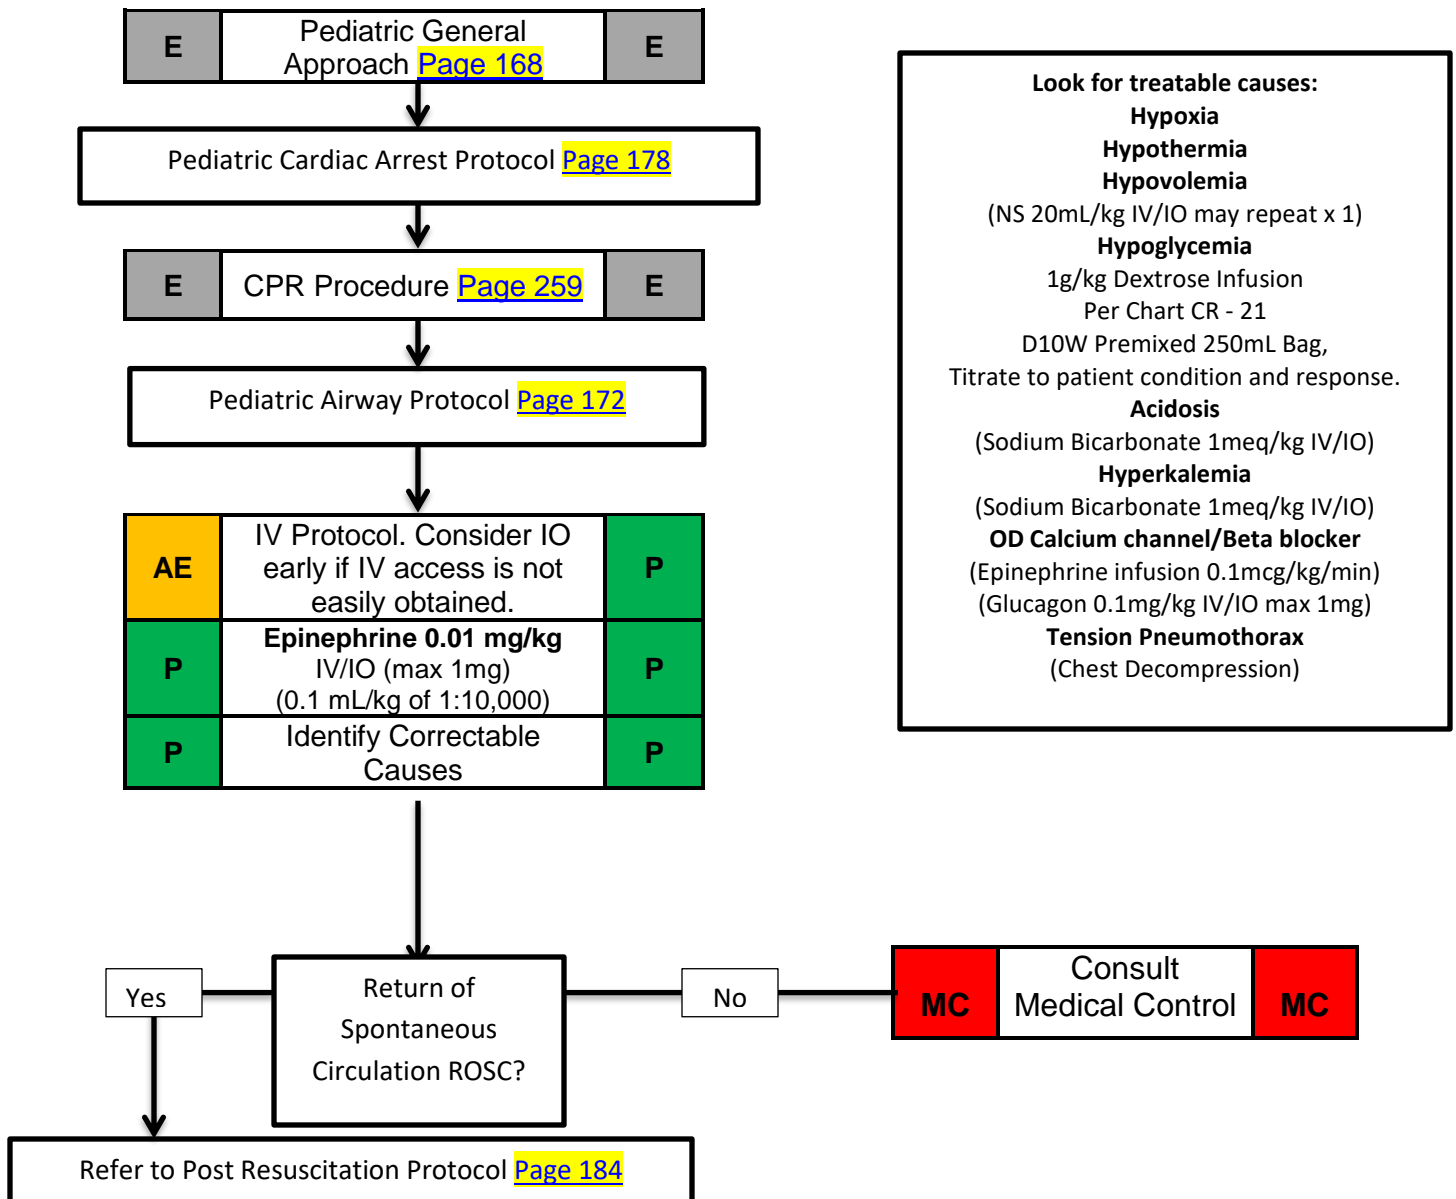 E
Pediatric General
Approach Page 168
E
Pediatric Cardiac Arrest Protocol Page 178
E
CPR Procedure Page 259
E
Pediatric Airway Protocol Page 172
AE
IV Protocol. Consider IO
early if IV access is not
easily obtained.
P
P
Epinephrine 0.01 mg/kg
IV/IO (max 1mg)
(0.1 mL/kg of 1:10,000)
P
P
Identify Correctable
Causes
P
Look for treatable causes:
Hypoxia
Hypothermia
Hypovolemia
(NS 20mL/kg IV/IO may repeat x 1)
Hypoglycemia
1g/kg Dextrose Infusion
Per Chart CR - 21
D10W Premixed 250mL Bag,
Titrate to patient condition and response.
Acidosis
(Sodium Bicarbonate 1meq/kg IV/IO)
Hyperkalemia
(Sodium Bicarbonate 1meq/kg IV/IO)
OD Calcium channel/Beta blocker
(Epinephrine infusion 0.1mcg/kg/min)
(Glucagon 0.1mg/kg IV/IO max 1mg)
Tension Pneumothorax
(Chest Decompression)
Yes
Return of
Spontaneous
Circulation ROSC?
No
MC
Consult
Medical Control
MC
Refer to Post Resuscitation Protocol Page 184